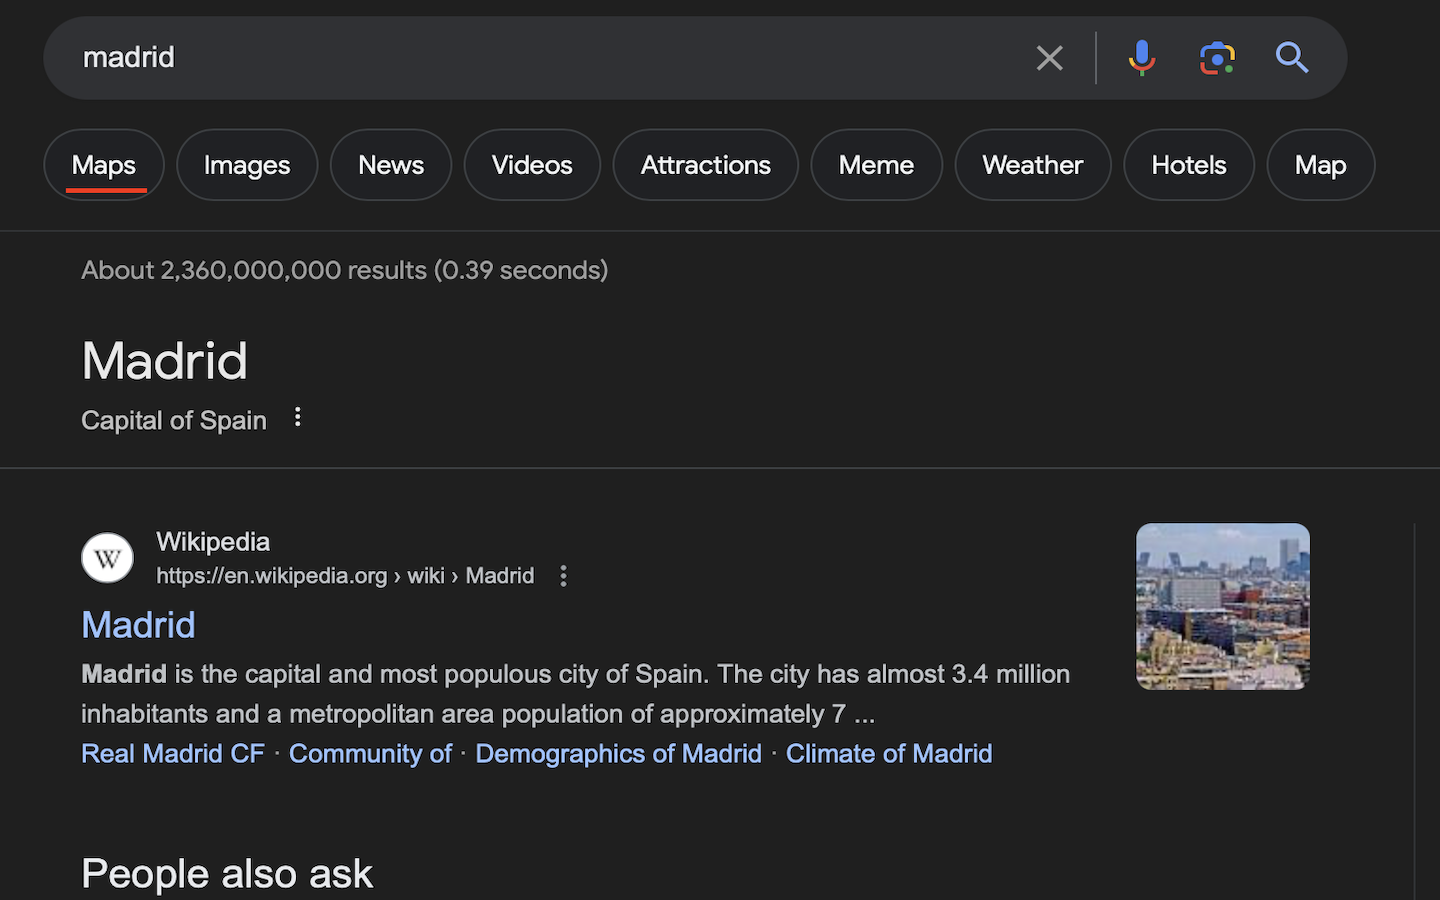 madrid
Maps Images News Videos Attractions Meme Weather Hotels Map
About 2,360,000,000 results (0.39 seconds)
Madrid
Capital of Spain
W
Wikipedia
https://en.wikipedia.org › wiki › Madrid
Madrid
Madrid is the capital and most populous city of Spain. The city has almost 3.4 million
inhabitants and a metropolitan area population of approximately 7 ...
Real Madrid CF · Community of · Demographics of Madrid · Climate of Madrid
People also ask